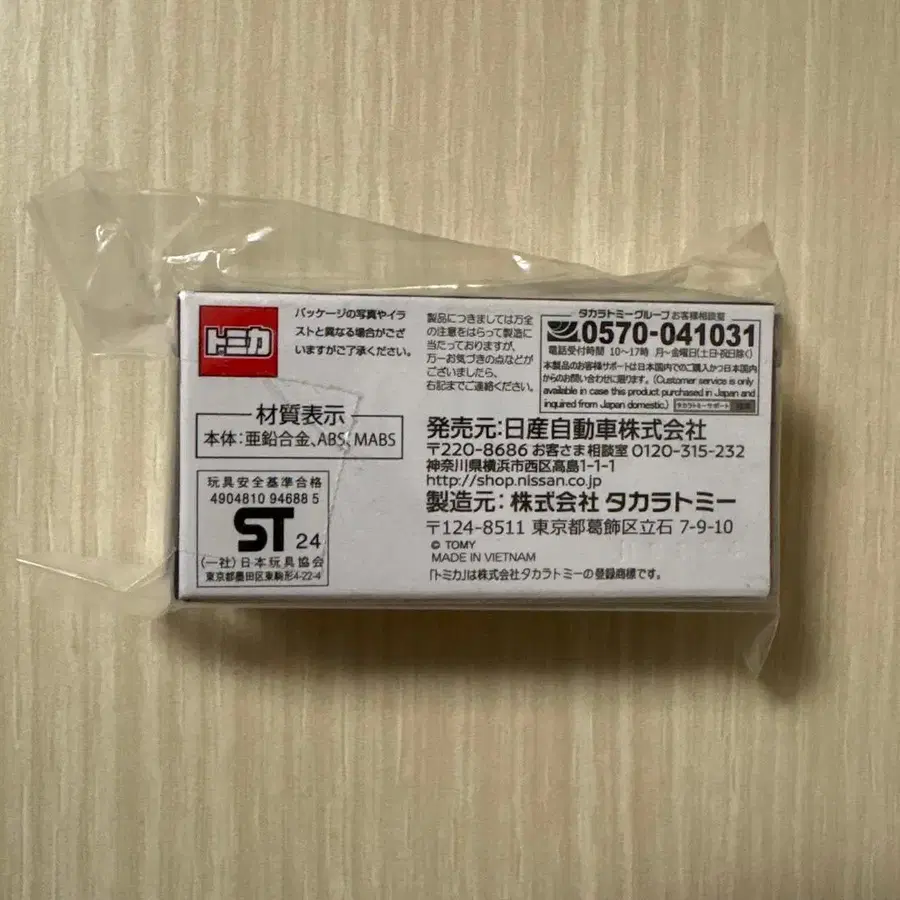 トミカ
パッケージの写真やイラ
ストと異なる場合がござ
いますがご了承ください。
材質表示
本体:亜鉛合金、ABS、MABS
玩具安全基準合格
4904810 94688 5
ST 24
(一社)日本玩具協会
東京都墨田区東駒形4-22-4
製品につきましては万全
の注意をはらって製造に
当たっておりますが、
万一お気づきの点などが
ございましたら、
右記までご連絡ください。
タカラトミーグループ お客様相談室
0570-041031
電話受付時間 10~17時 月~金曜日(土日・祝日除く)
本製品のお客様サポートは日本国内でのご購入かつ日本国内
からのお問い合わせに限ります。(Customer service is only
available in case this product purchased in Japan and
inquired from Japan domestic.) タカラトミーサポート
発売元:日産自動車株式会社
〒220-8686 お客さま相談室 0120-315-232
神奈川県横浜市西区高島1-1-1
http://shop.nissan.co.jp
製造元:株式会社 タカラトミー
〒124-8511 東京都葛飾区立石 7-9-10
© TOMY
MADE IN VIETNAM
「トミカ」は株式会社タカラトミーの登録商標です。